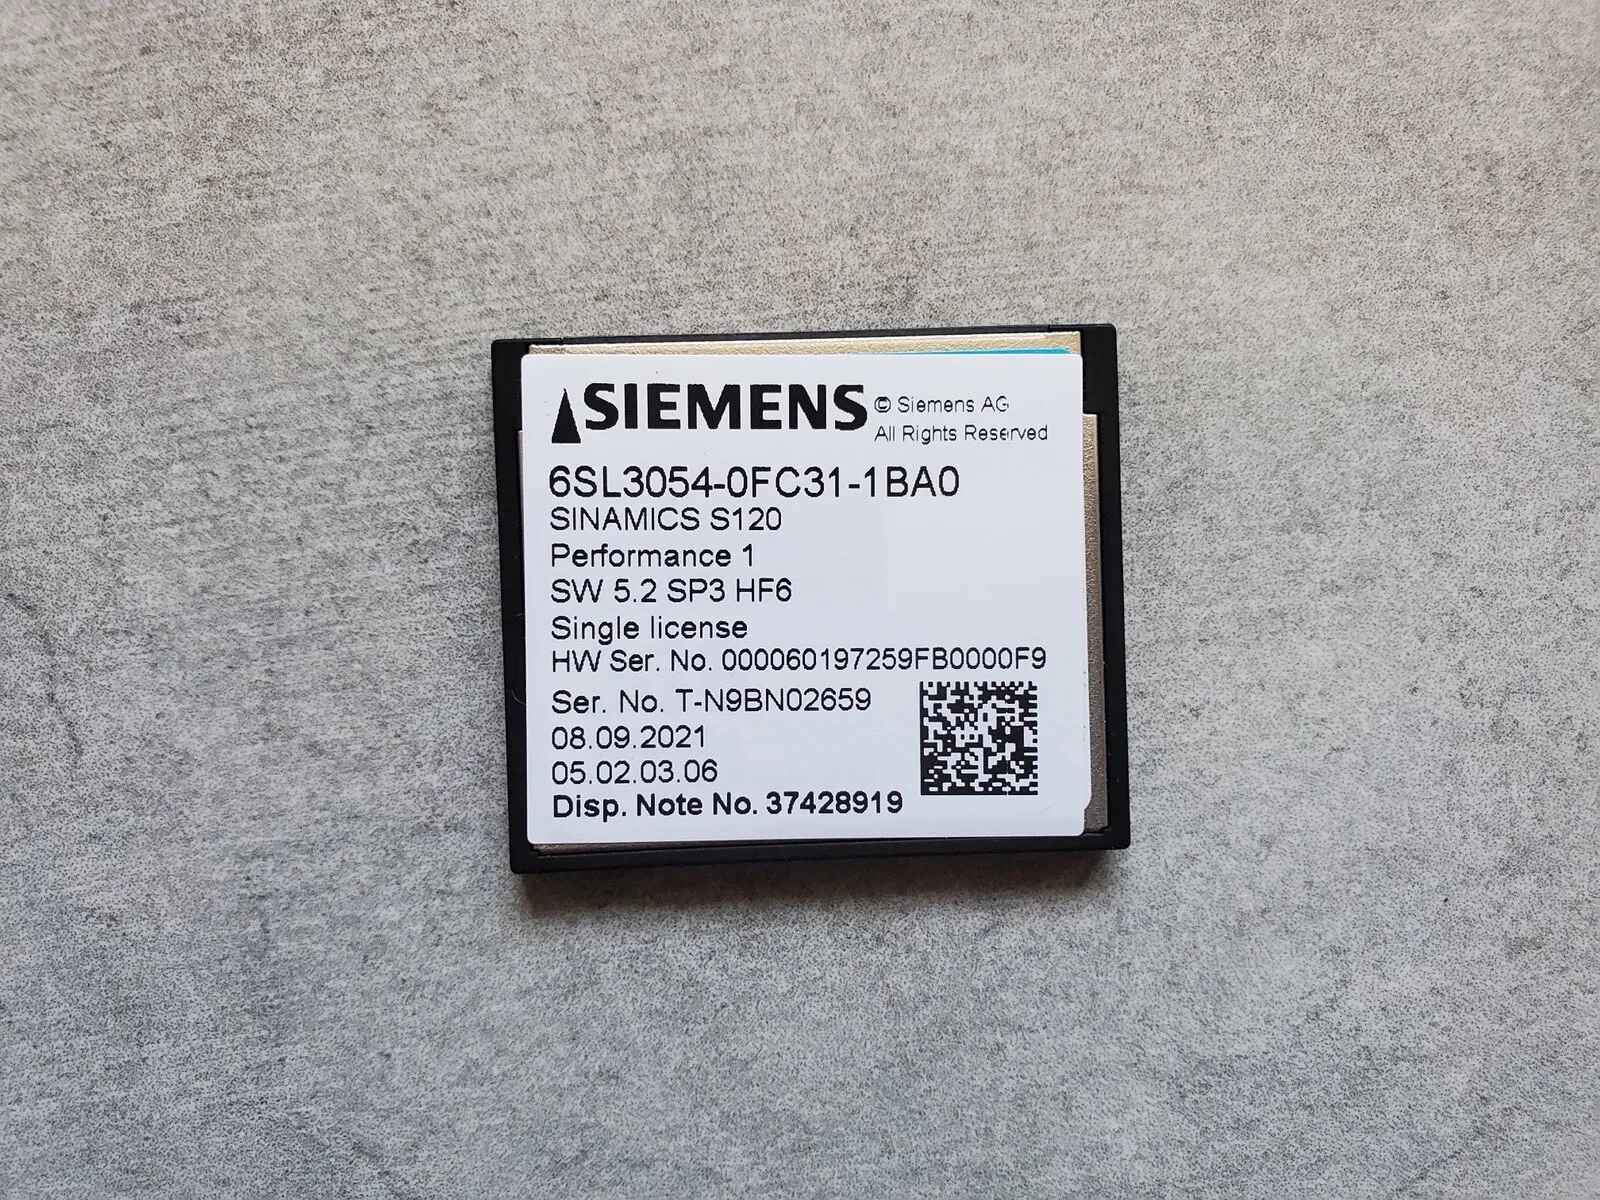 SIEMENS © Siemens AG
All Rights Reserved
6SL3054-0FC31-1BA0
SINAMICS S120
Performance 1
SW 5.2 SP3 HF6
Single license
HW Ser. No. 000060197259FB0000F9
Ser. No. T-N9BN02659
08.09.2021
05.02.03.06
Disp. Note No. 37428919